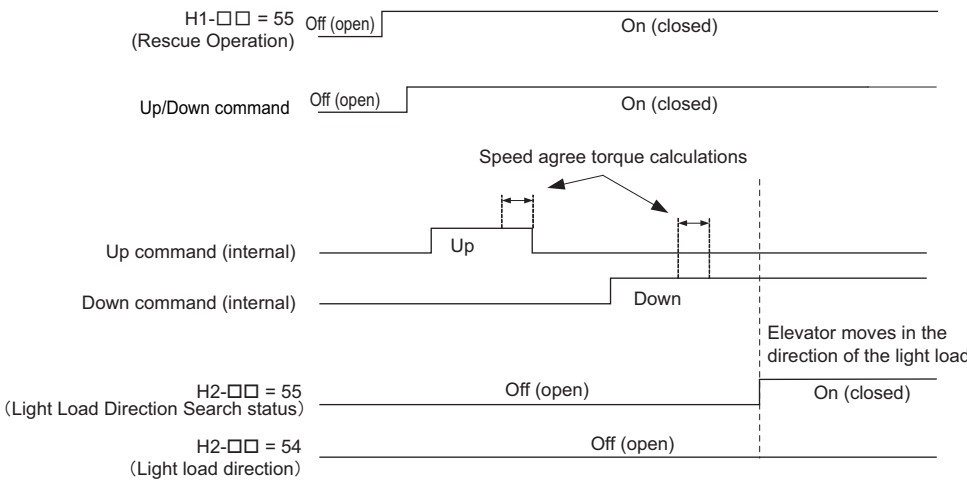 H1-□□ = 55
(Rescue Operation)
Off (open)
On (closed)
Up/Down command
Off (open)
On (closed)
Speed agree torque calculations
Up command (internal)
Up
Down command (internal)
Down
Elevator moves in the
direction of the light load
H2-□□ = 55
(Light Load Direction Search status)
Off (open)
On (closed)
H2-□□ = 54
(Light load direction)
Off (open)